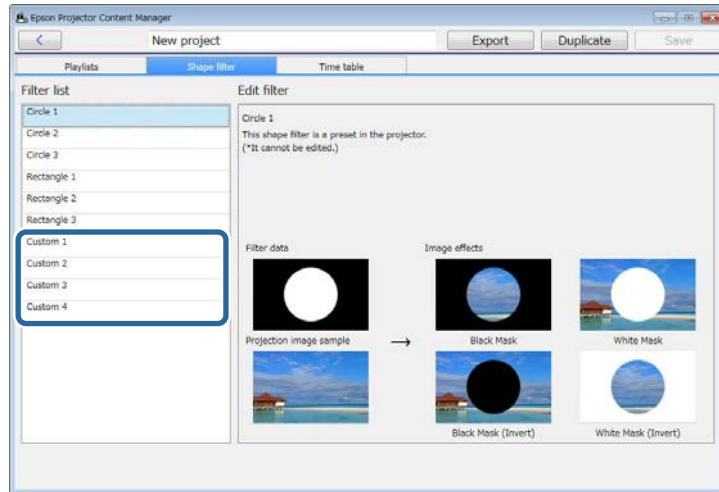 Epson Projector Content Manager
New project
Export
Duplicate
Save
Playlists
Shape filter
Time table
Filter list
Circle 1
Circle 2
Circle 3
Rectangle 1
Rectangle 2
Rectangle 3
Custom 1
Custom 2
Custom 3
Custom 4
Edit filter
Circle 1
This shape filter is a preset in the projector.
(*It cannot be edited.)
Filter data
Image effects
Projection image sample
→
Black Mask
White Mask
Black Mask (Invert)
White Mask (Invert)